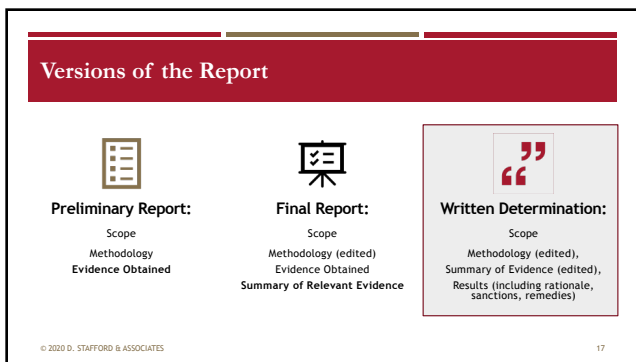 Versions of the Report
Preliminary Report:
Scope
Methodology
Evidence Obtained
Final Report:
Scope
Methodology (edited)
Evidence Obtained
Summary of Relevant Evidence
Written Determination:
Scope
Methodology (edited),
Summary of Evidence (edited),
Results (including rationale,
sanctions, remedies)
© 2020 D. STAFFORD & ASSOCIATES
17